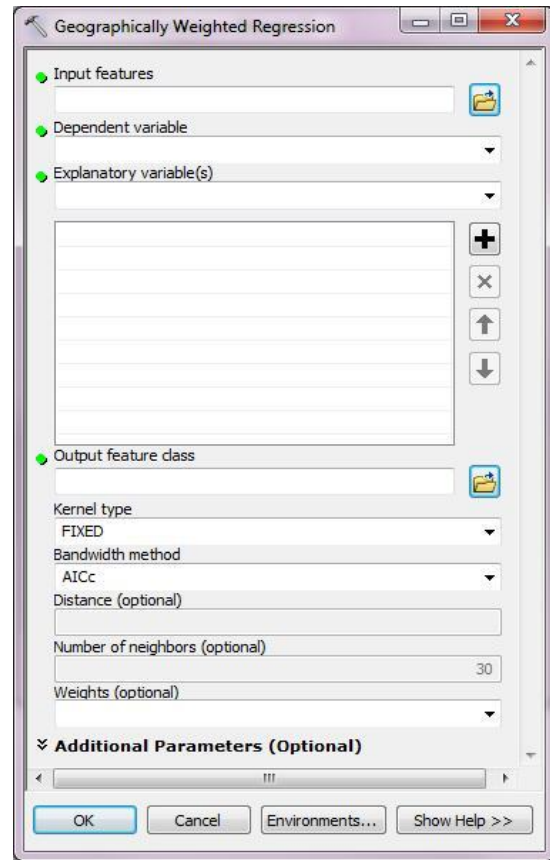 Geographically Weighted Regression
Input features
Dependent variable
Explanatory variable(s)
Output feature class
Kernel type
FIXED
Bandwidth method
AICc
Distance (optional)
Number of neighbors (optional)
30
Weights (optional)
Additional Parameters (Optional)
OK Cancel Environments... Show Help >>